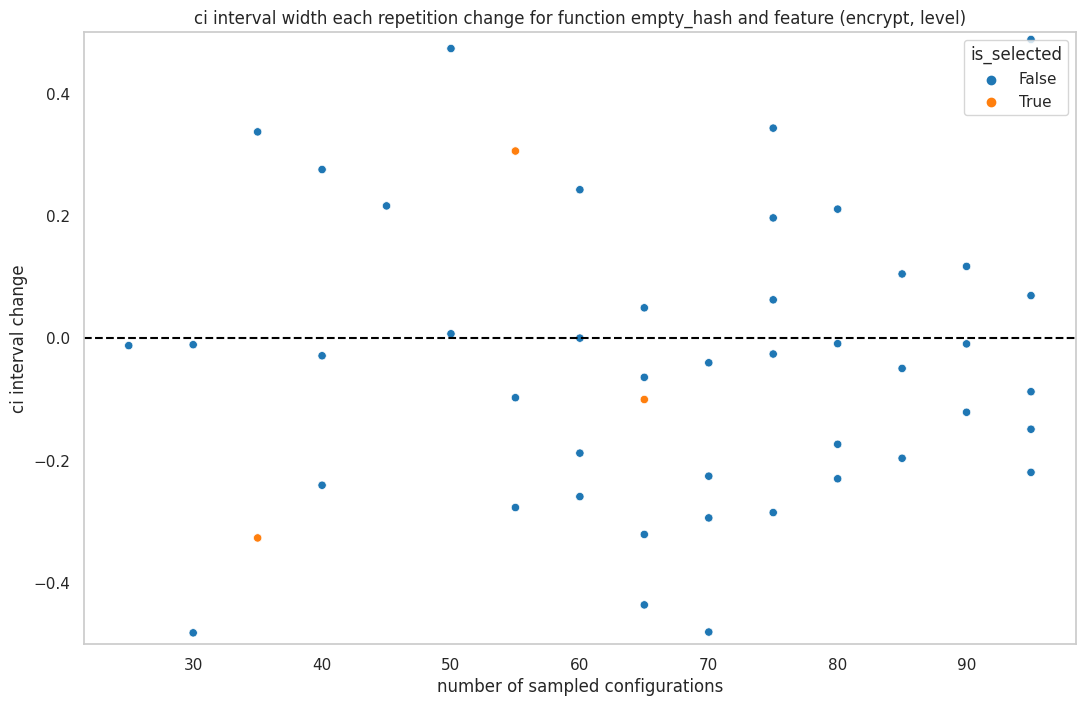 ci interval width each repetition change for function empty_hash and feature (encrypt, level)
is_selected
False
True
0.4
0.2
0.0
−0.2
−0.4
ci interval change
30 40 50 60 70 80 90
number of sampled configurations